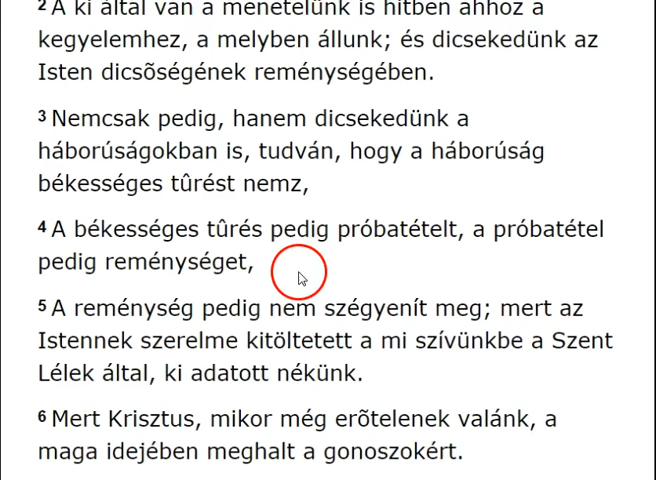 2 A ki által van a menetelünk is hitben ahhoz a
kegyelemhez, a melyben állunk; és dicsekedünk az
Isten dicsõségének reménységében.
3 Nemcsak pedig, hanem dicsekedünk a
háborúságokban is, tudván, hogy a háborúság
békességes tûrést nemz,
4 A békességes tûrés pedig próbatételt, a próbatétel
pedig reménységet,
5 A reménység pedig nem szégyenít meg; mert az
Istennek szerelme kitöltetett a mi szívünkbe a Szent
Lélek által, ki adatott nékünk.
6 Mert Krisztus, mikor még erõtelenek valánk, a
maga idejében meghalt a gonoszokért.